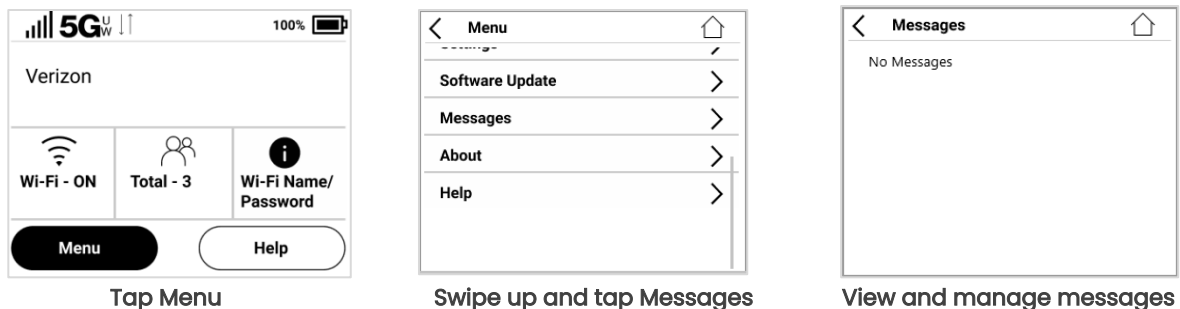 5G UW 100%
Verizon
Wi-Fi - ON
Total - 3
Wi-Fi Name/
Password
Menu
Help
Tap Menu
Menu
Settings
Software Update
Messages
About
Help
Swipe up and tap Messages
Messages
No Messages
View and manage messages